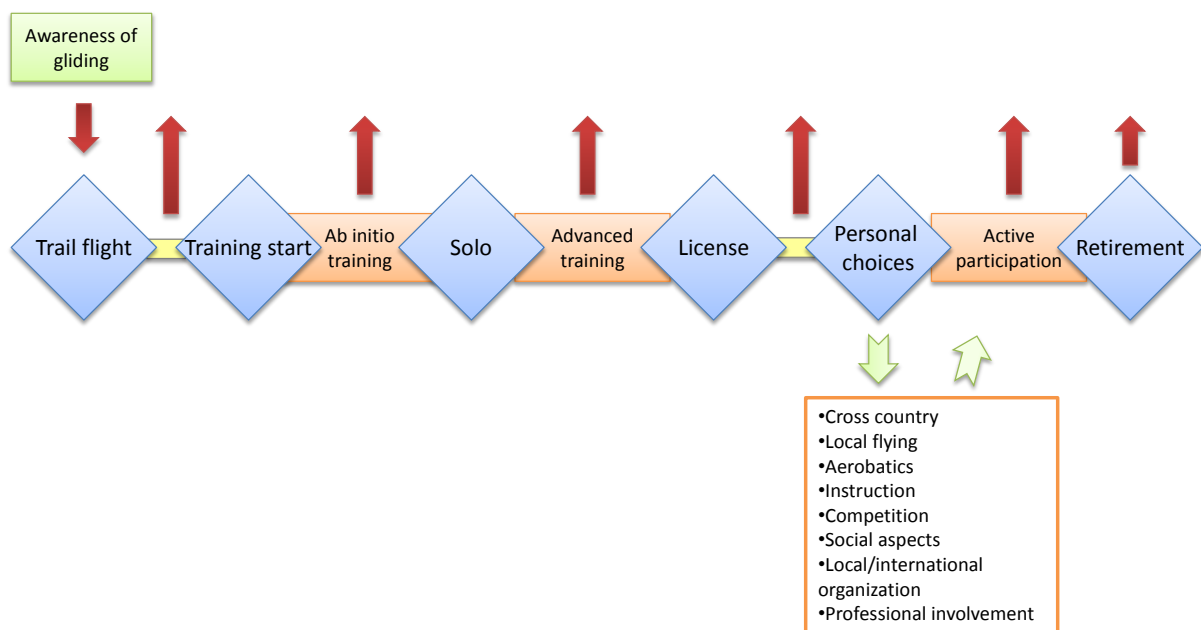 Awareness of
gliding
Trail flight
Training start
Ab initio
training
Solo
Advanced
training
License
Personal
choices
Active
participation
Retirement
•Cross country
•Local flying
•Aerobatics
•Instruction
•Competition
•Social aspects
•Local/international
organization
•Professional involvement